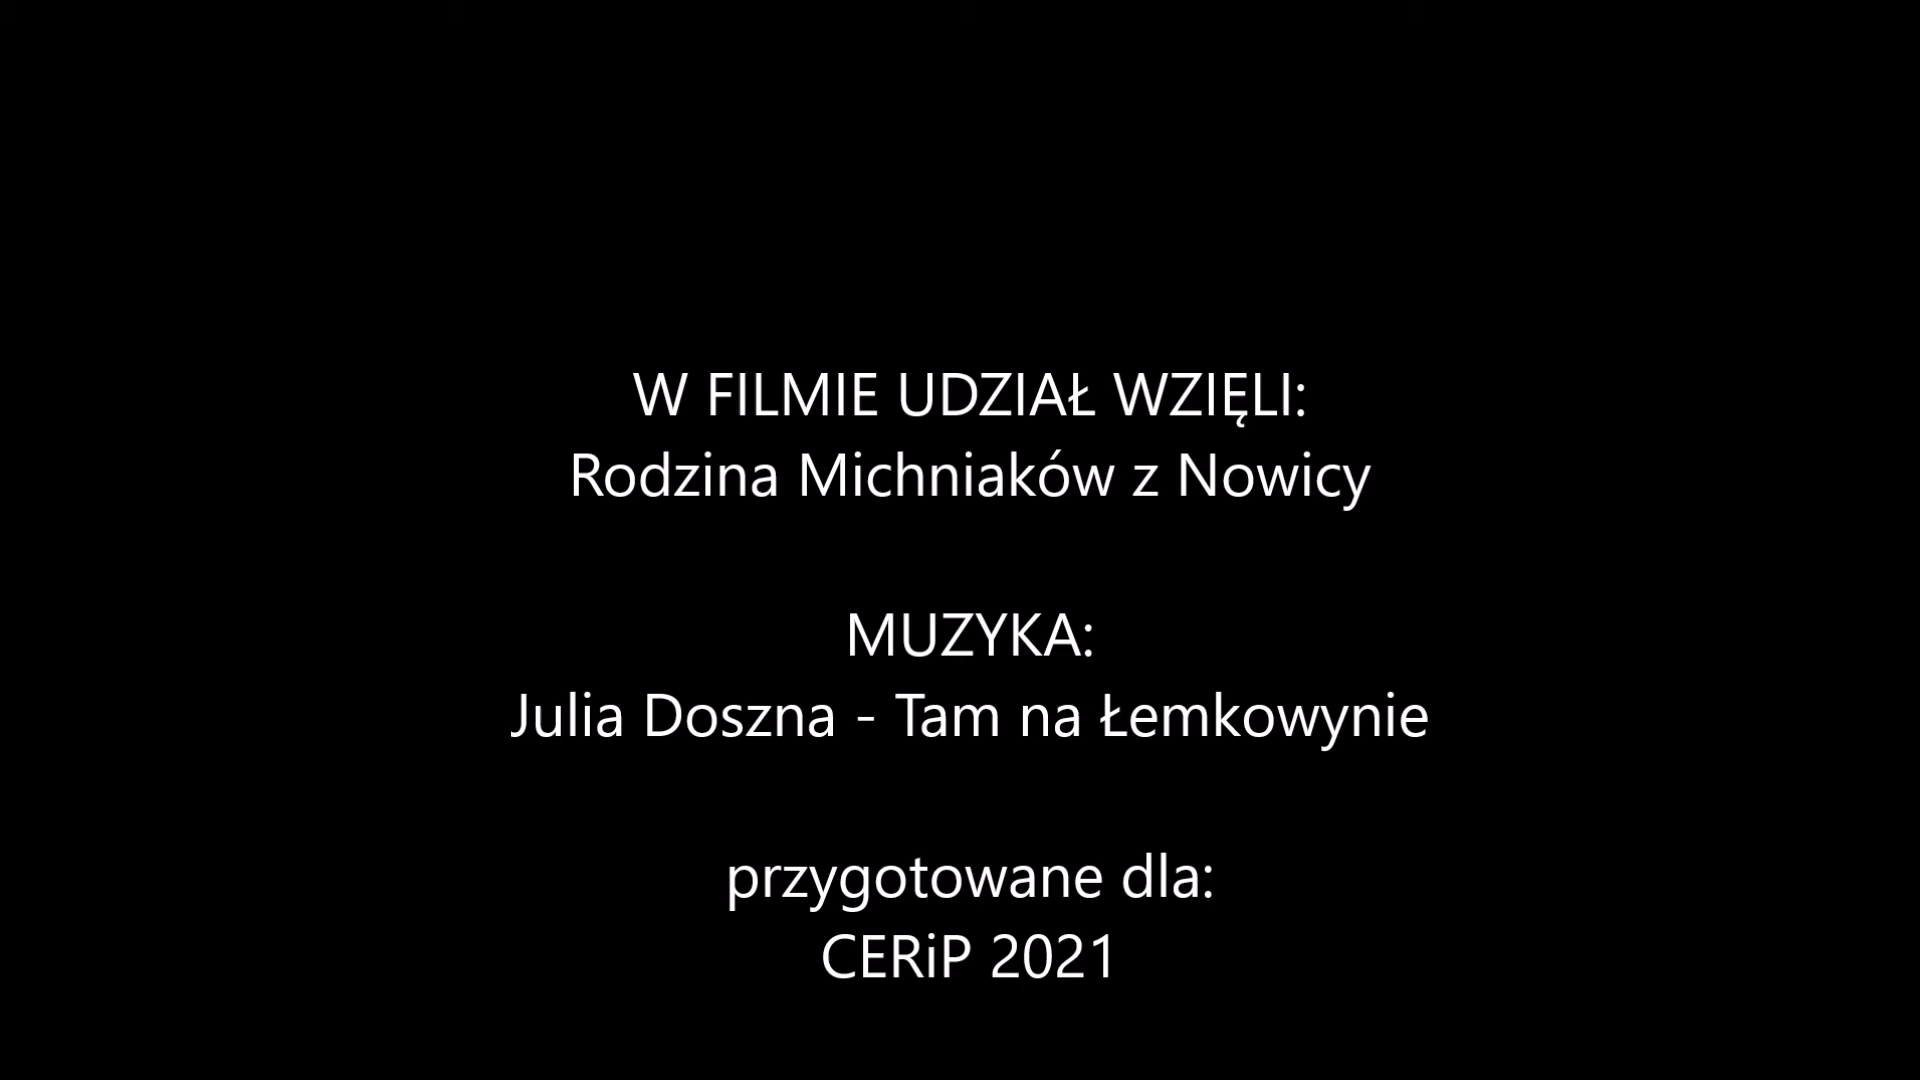 W FILMIE UDZIAŁ WZIĘLI:
Rodzina Michniaków z Nowicy
MUZYKA:
Julia Doszna - Tam na Łemkowynie
przygotowane dla:
CERiP 2021